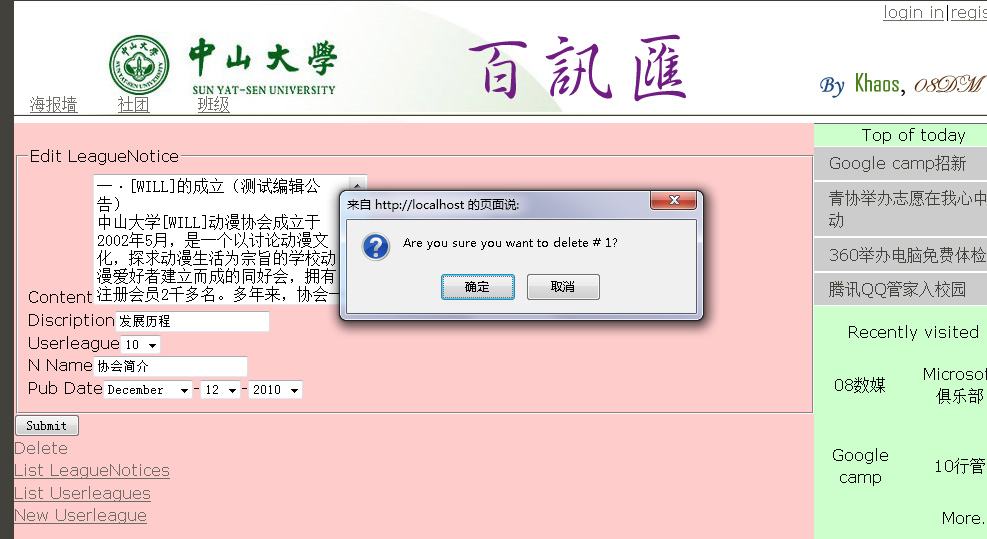 login in|regis
中山大學
SUN YAT-SEN UNIVERSITY
百訊匯
By Khaos, 08DM
海报墙 社团 班级
Edit LeagueNotice
一·[WILL]的成立（测试编辑公
告）
中山大学[WILL]动漫协会成立于
2002年5月，是一个以讨论动漫文
化，探求动漫生活为宗旨的学校动
漫爱好者建立而成的同好会，拥有
注册会员2千多名。多年来，协会一
Content
Discription 发展历程
Userleague 10
N Name 协会简介
Pub Date December - 12 - 2010
Submit
Delete
List LeagueNotices
List Userleagues
New Userleague
来自 http://localhost 的页面说:
Are you sure you want to delete # 1?
确定 取消
Top of today
Google camp招新
青协举办志愿在我心中
动
360举办电脑免费体检
腾讯QQ管家入校园
Recently visited
08数媒 Microsof
俱乐部
Google
camp
10行管
More.